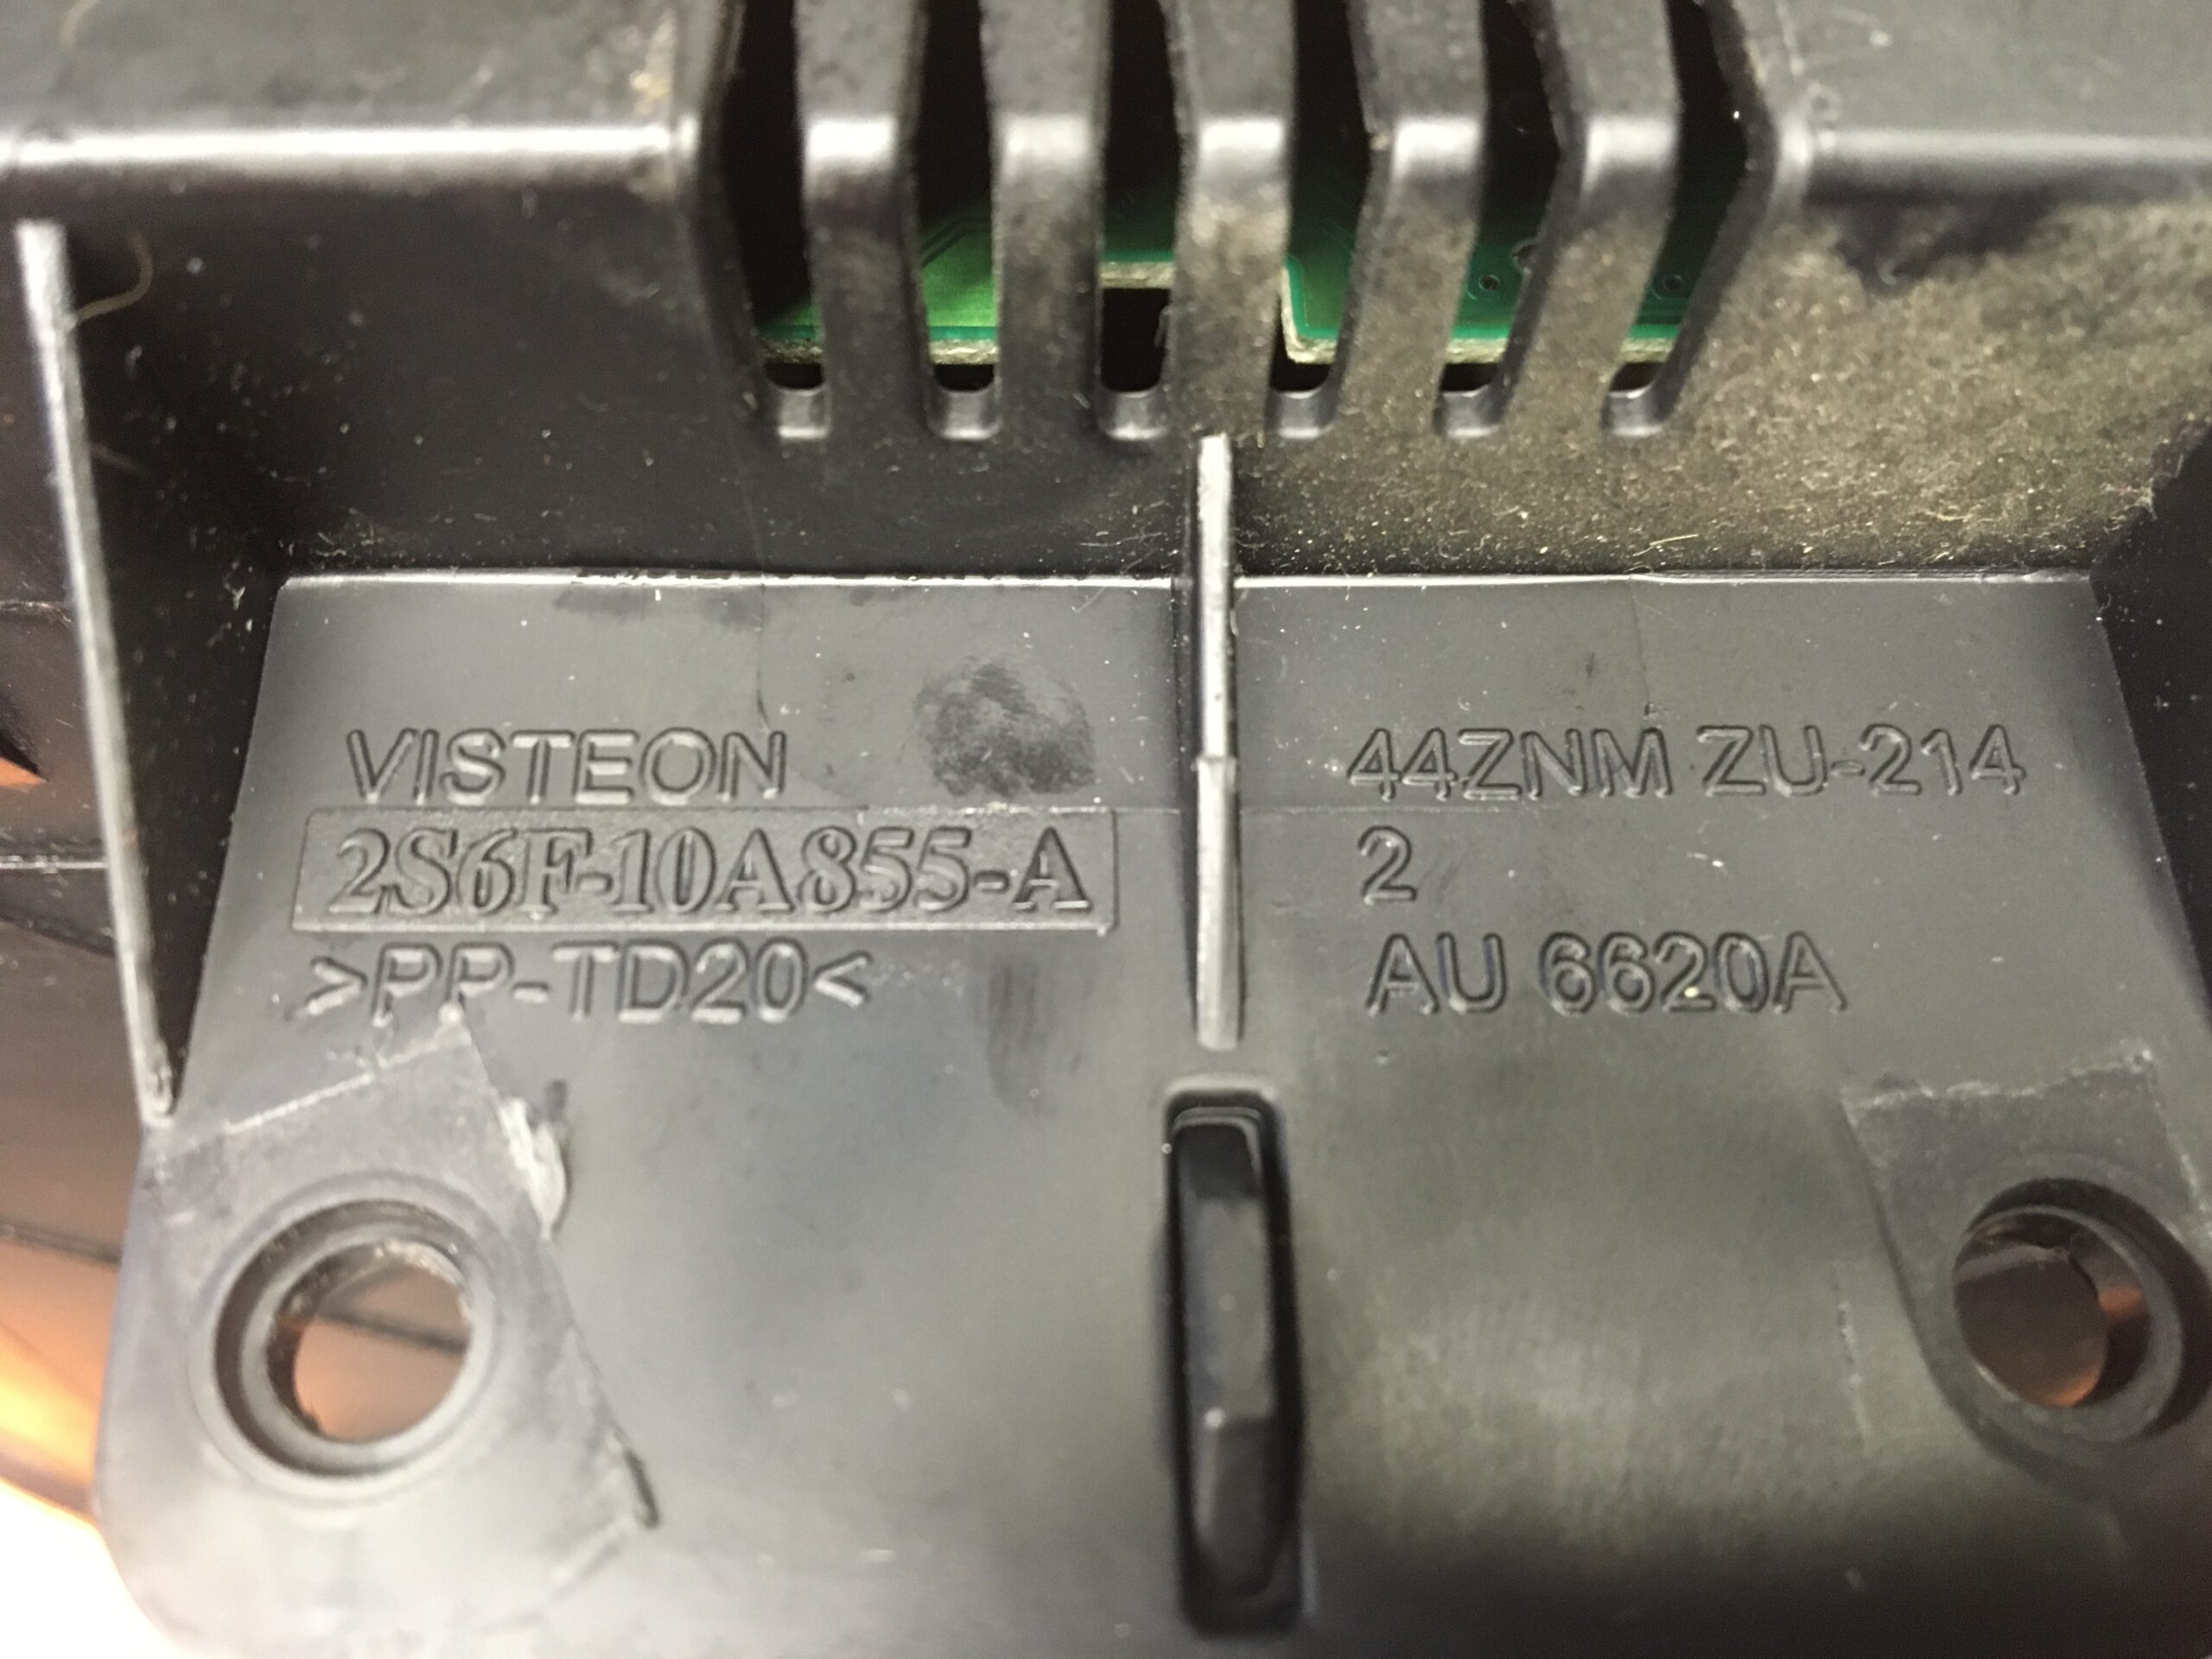 VISTEON
2S6F-10A855-A
>PP-TD20<
44ZNM ZU-214
2
AU 6620A